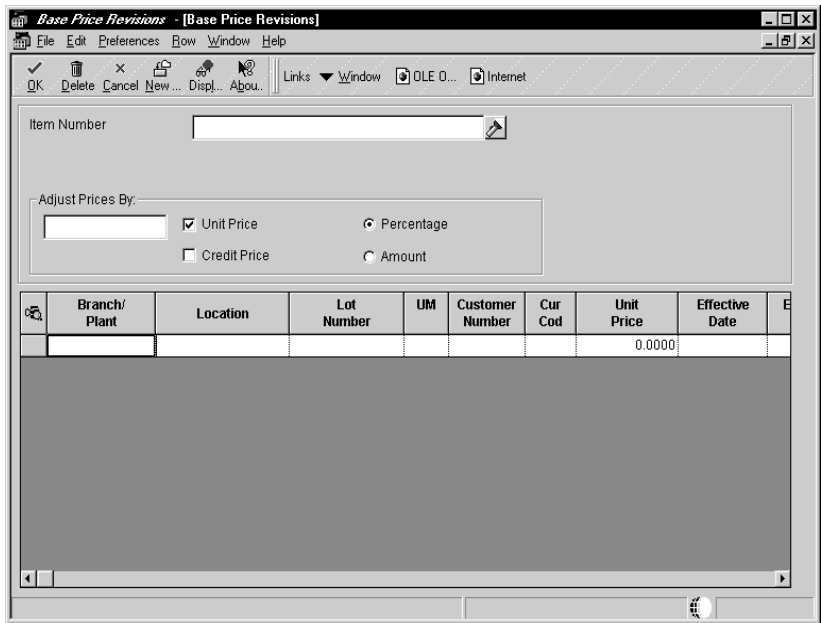 Base Price Revisions - [Base Price Revisions]
File Edit Preferences Row Window Help
OK Delete Cancel New ... Displ... Abou.. Links Window OLE O... Internet
Item Number
Adjust Prices By:
Unit Price Percentage
Credit Price Amount
Branch/ Plant Location Lot Number UM Customer Number Cur Cod Unit Price Effective Date E
0.0000